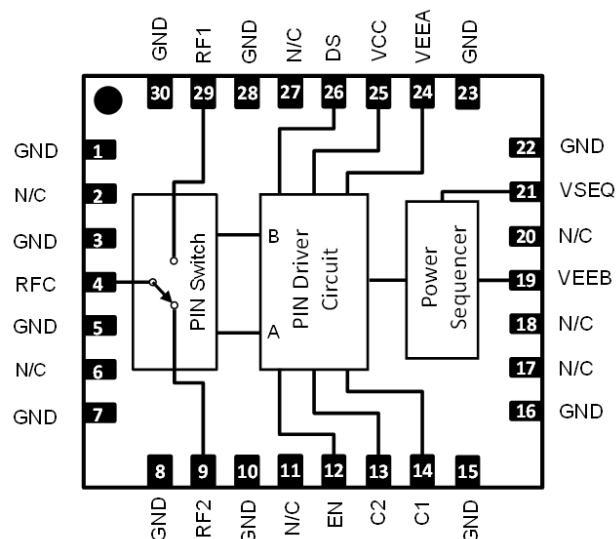 GND
RF1
GND
N/C
DS
VCC
VEEA
GND
30
29
28
27
26
25
24
23
GND
1
N/C
2
GND
3
RFC
4
GND
5
N/C
6
GND
7
PIN Switch
B
A
PIN Driver
Circuit
Power
Sequencer
22
GND
21
VSEQ
20
N/C
19
VEEB
18
N/C
17
N/C
16
GND
8
9
10
11
12
13
14
15
GND
RF2
GND
N/C
EN
C2
C1
GND